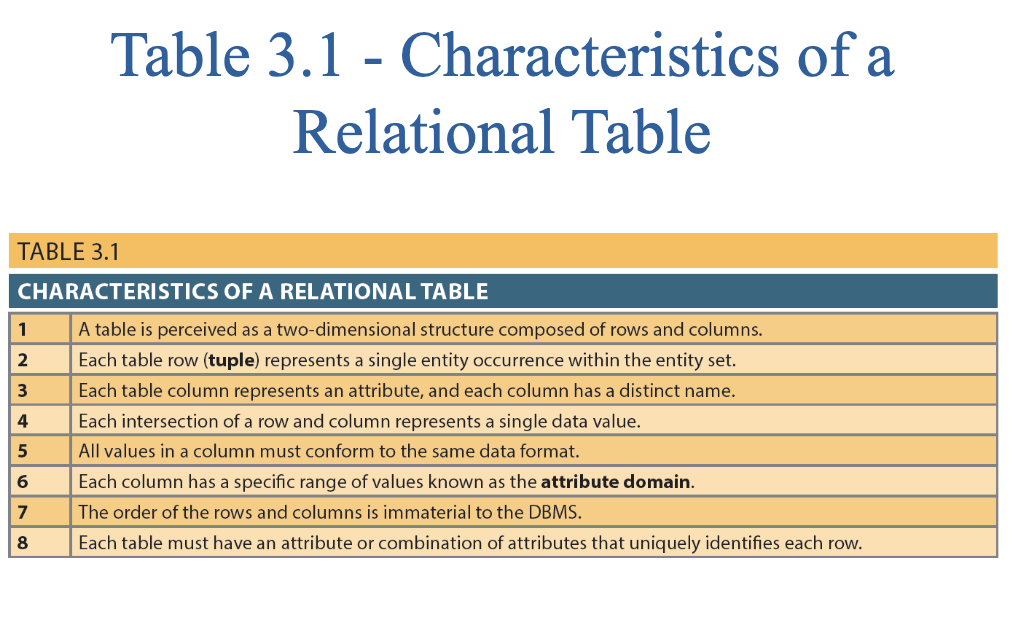 Table 3.1 - Characteristics of a
Relational Table
TABLE 3.1
CHARACTERISTICS OF A RELATIONAL TABLE
1 A table is perceived as a two-dimensional structure composed of rows and columns.
2 Each table row (tuple) represents a single entity occurrence within the entity set.
3 Each table column represents an attribute, and each column has a distinct name.
4 Each intersection of a row and column represents a single data value.
5 All values in a column must conform to the same data format.
6 Each column has a specific range of values known as the attribute domain.
7 The order of the rows and columns is immaterial to the DBMS.
8 Each table must have an attribute or combination of attributes that uniquely identifies each row.